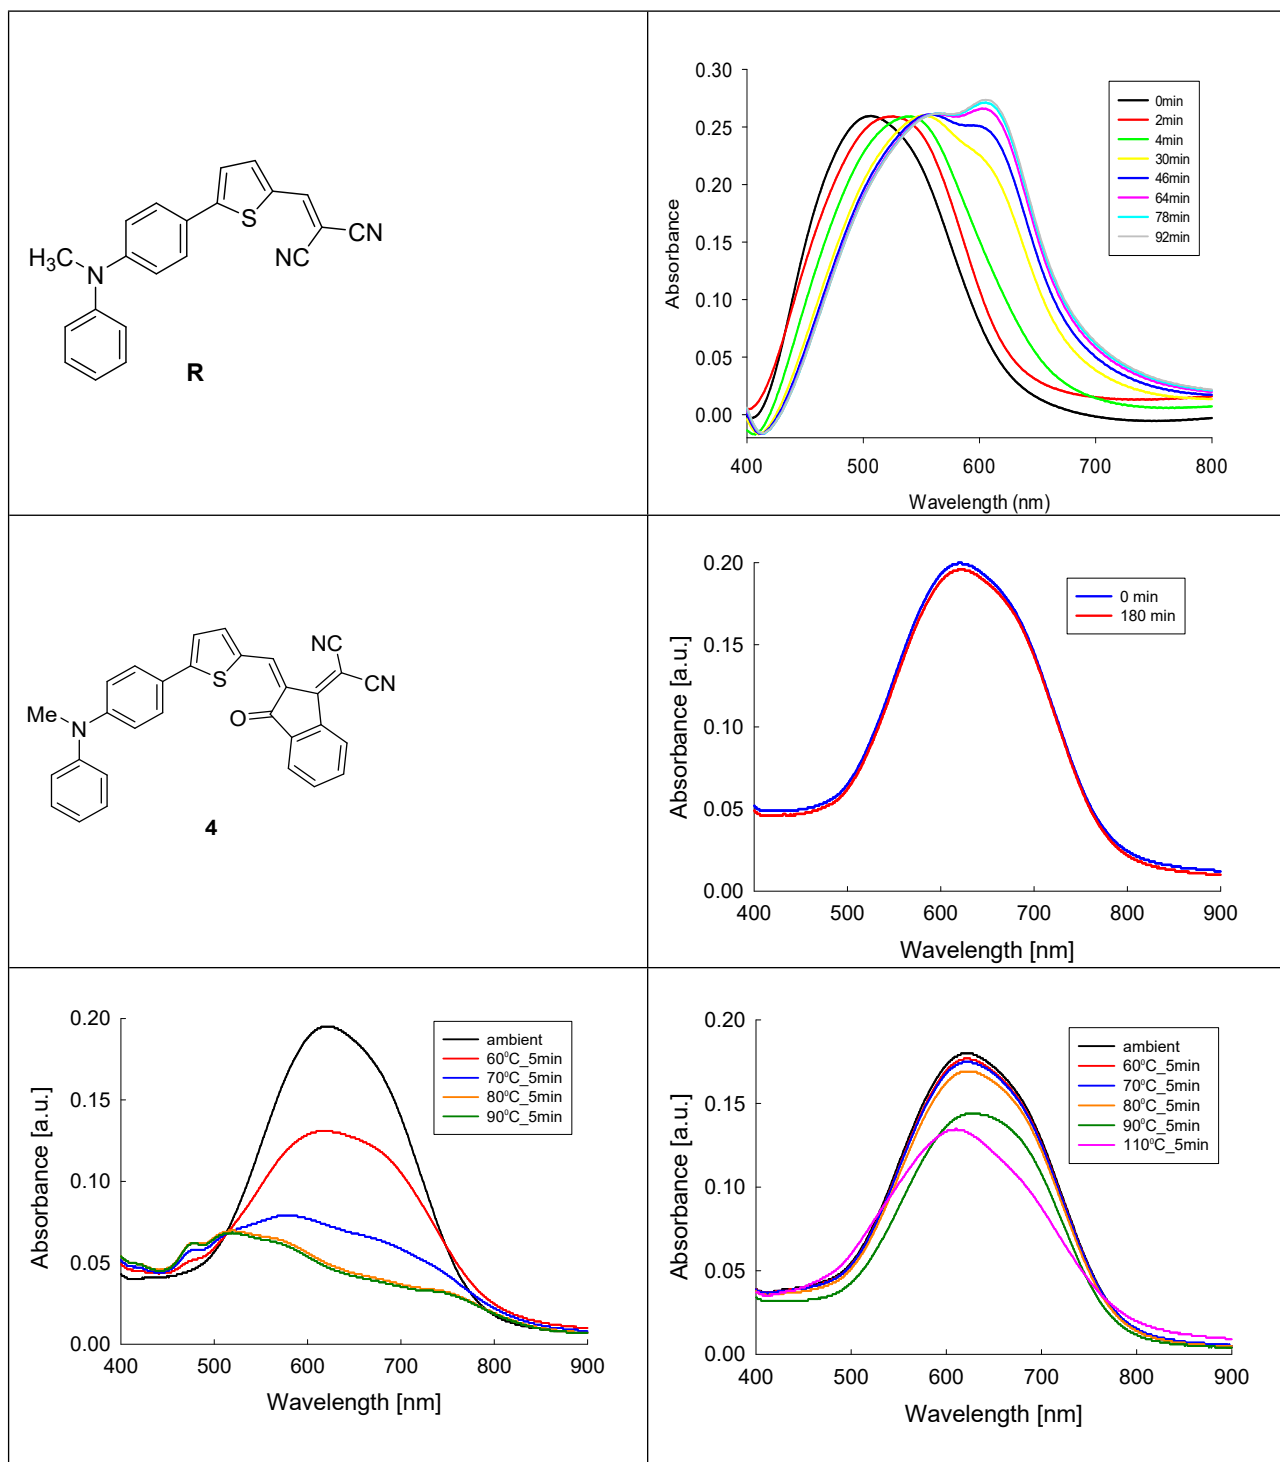 H₃C
N
S
NC
CN
R
0.30
0.25
0.20
0.15
0.10
0.05
0.00
Absorbance
400 500 600 700 800
Wavelength (nm)
0min
2min
4min
30min
46min
64min
78min
92min
Me
N
S
O
NC
CN
4
0.20
0.15
0.10
0.05
0.00
Absorbance [a.u.]
400 500 600 700 800 900
Wavelength [nm]
0 min
180 min
0.20
0.15
0.10
0.05
0.00
Absorbance [a.u.]
400 500 600 700 800 900
Wavelength [nm]
ambient
60⁰C_5min
70⁰C_5min
80⁰C_5min
90⁰C_5min
0.20
0.15
0.10
0.05
0.00
Absorbance [a.u.]
400 500 600 700 800 900
Wavelength [nm]
ambient
60⁰C_5min
70⁰C_5min
80⁰C_5min
90⁰C_5min
110⁰C_5min